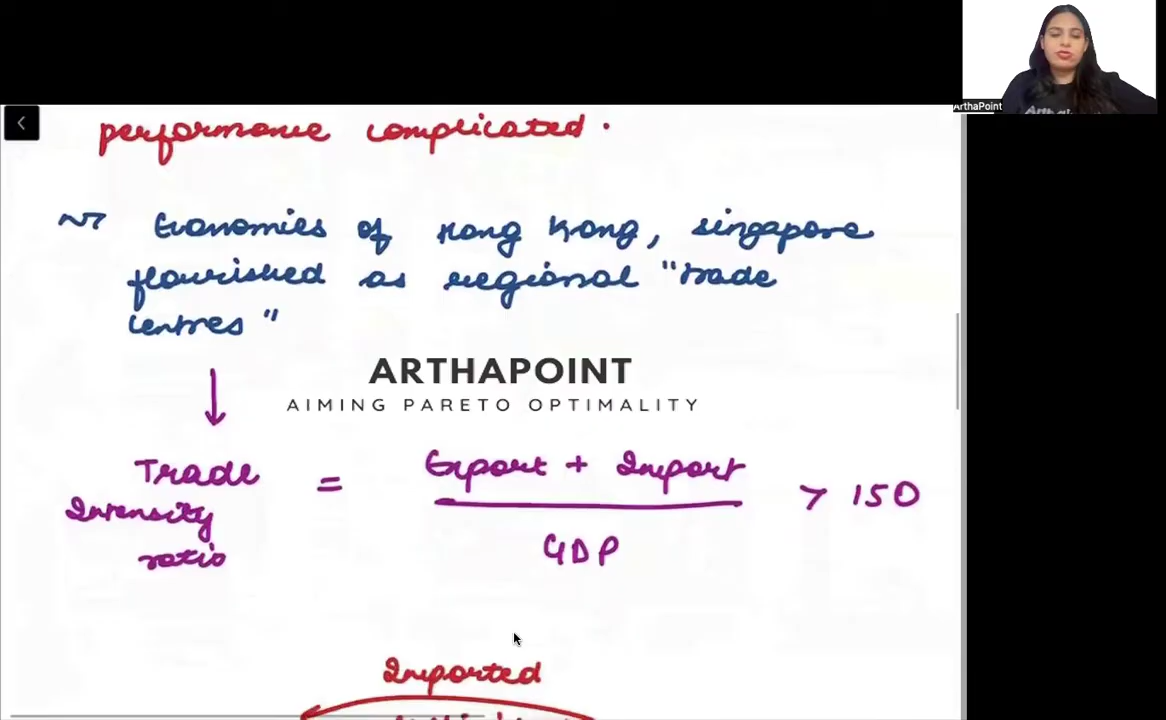 ArthaPoint
performance complicated.
Economies of Hong Kong, Singapore
flourished as regional "trade
centres"
ARTHAPOINT
AIMING PARETO OPTIMALITY
Trade
Intensity
ratio
=
Export + Import
GDP
> 150
Imported